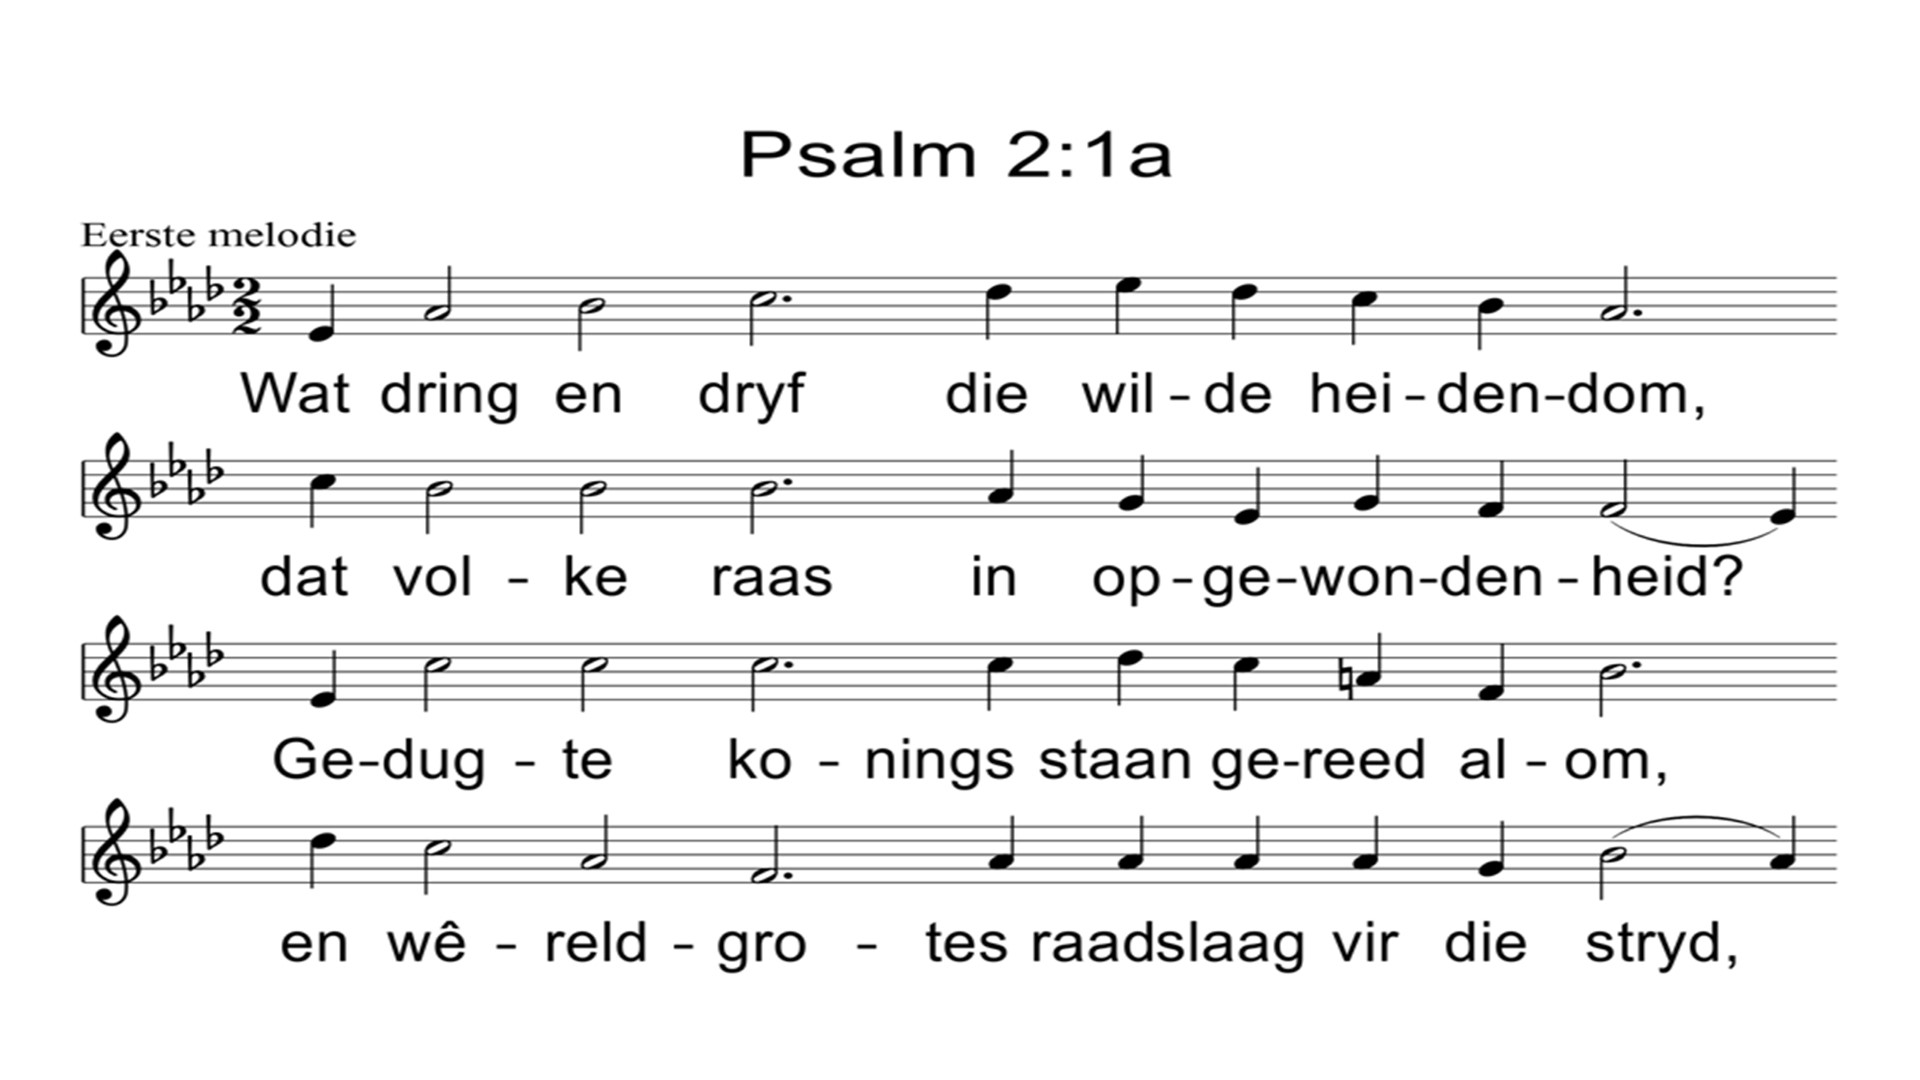 Psalm 2:1a
Eerste melodie
2
2
Wat dring en dryf die wil-de hei-den-dom,
dat vol-ke raas in op-ge-won-den-heid?
Ge-dug-te ko-nings staan ge-reed al-om,
en wê-reld-gro-tes raadslaag vir die stryd,